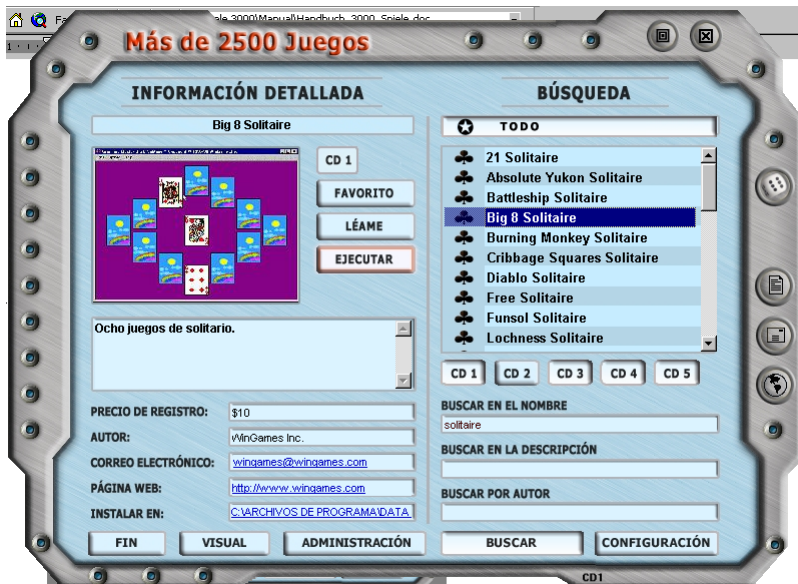 ale 3000\Manual\Handbuch_3000_Spiele.doc
Más de 2500 Juegos
INFORMACIÓN DETALLADA
Big 8 Solitaire
CD 1
FAVORITO
LÉAME
EJECUTAR
Ocho juegos de solitario.
PRECIO DE REGISTRO: $10
AUTOR: WinGames Inc.
CORREO ELECTRÓNICO: wingames@wingames.com
PÁGINA WEB: http://www.wingames.com
INSTALAR EN: C:\ARCHIVOS DE PROGRAMA\DATA
BÚSQUEDA
TODO
21 Solitaire
Absolute Yukon Solitaire
Battleship Solitaire
Big 8 Solitaire
Burning Monkey Solitaire
Cribbage Squares Solitaire
Diablo Solitaire
Free Solitaire
Funsol Solitaire
Lochness Solitaire
CD 1 CD 2 CD 3 CD 4 CD 5
BUSCAR EN EL NOMBRE
solitaire
BUSCAR EN LA DESCRIPCIÓN
BUSCAR POR AUTOR
FIN VISUAL ADMINISTRACIÓN BUSCAR CONFIGURACIÓN
CD1